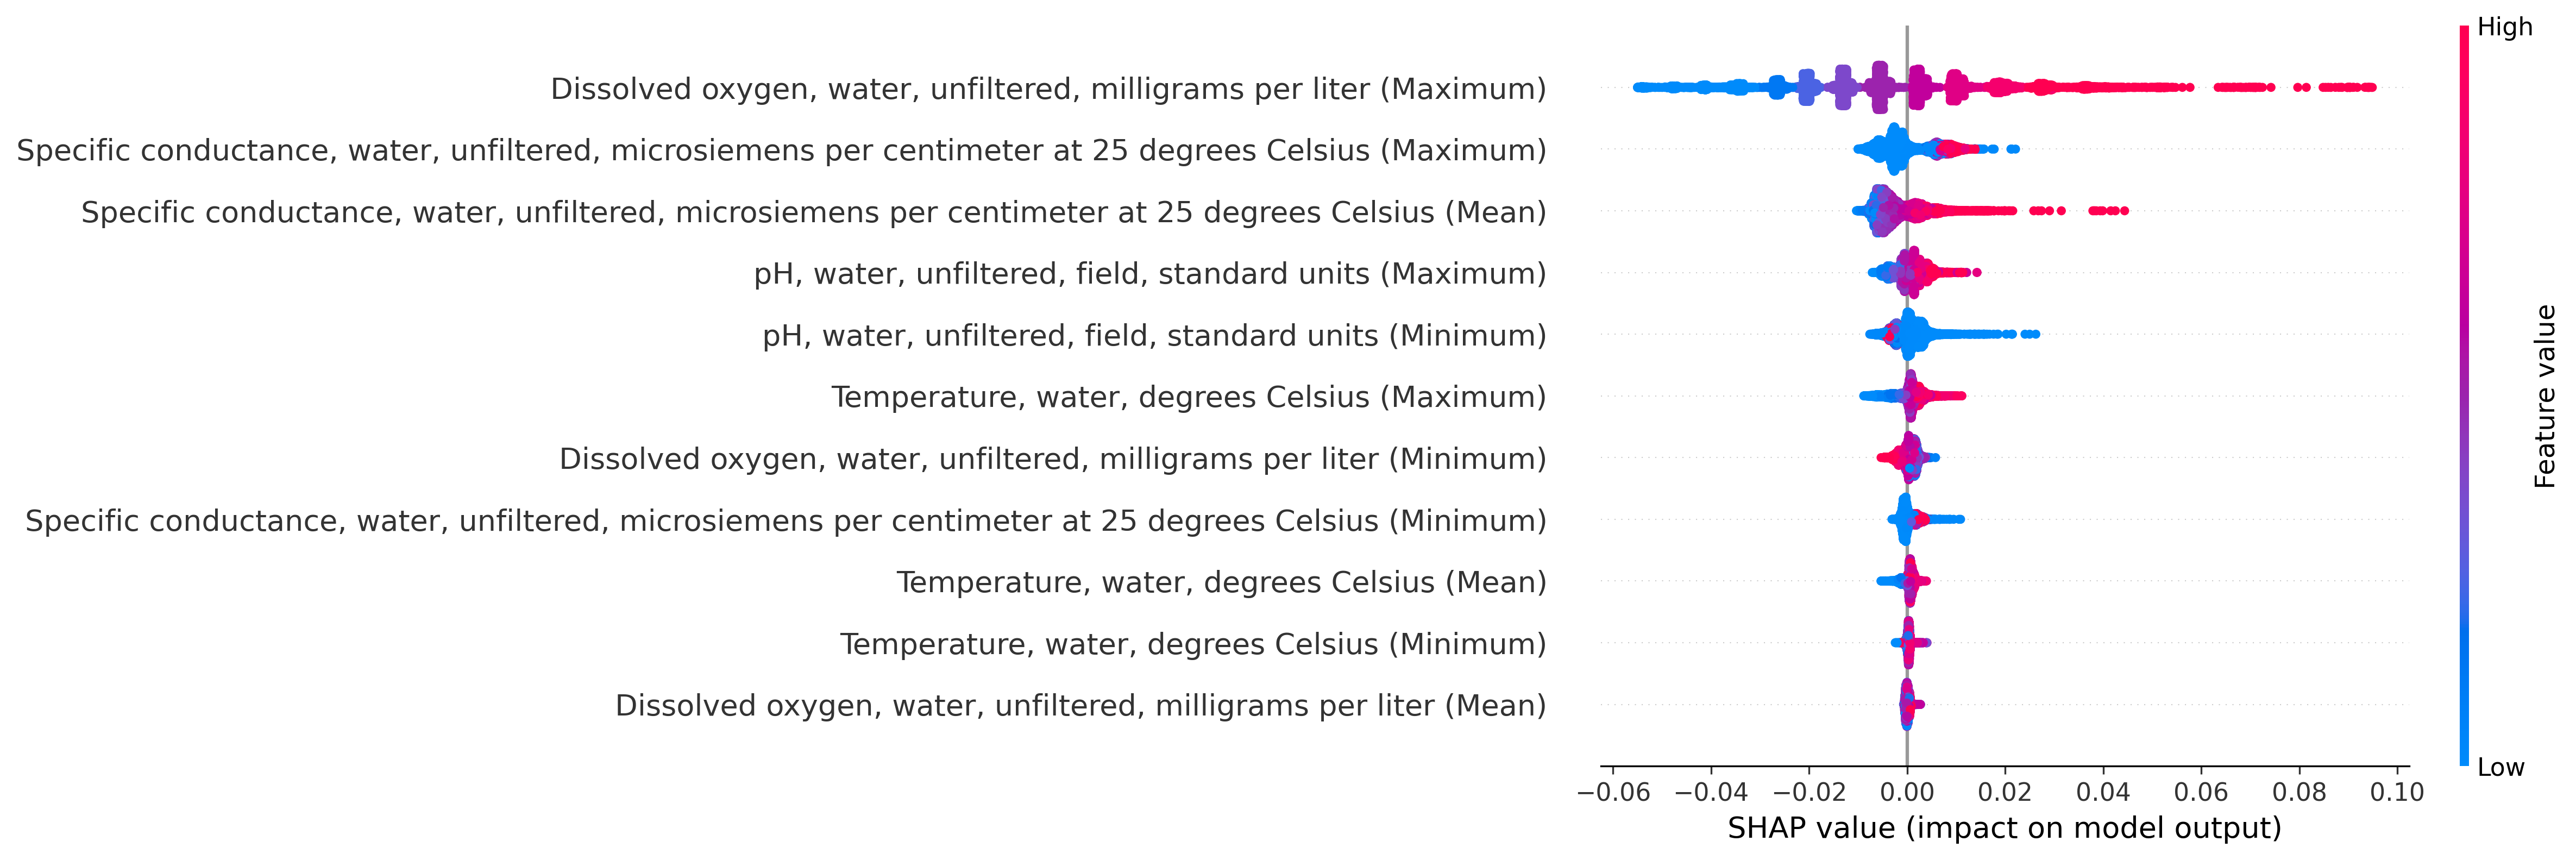 High
Dissolved oxygen, water, unfiltered, milligrams per liter (Maximum)
Specific conductance, water, unfiltered, microsiemens per centimeter at 25 degrees Celsius (Maximum)
Specific conductance, water, unfiltered, microsiemens per centimeter at 25 degrees Celsius (Mean)
pH, water, unfiltered, field, standard units (Maximum)
pH, water, unfiltered, field, standard units (Minimum)
Temperature, water, degrees Celsius (Maximum)
Dissolved oxygen, water, unfiltered, milligrams per liter (Minimum)
Specific conductance, water, unfiltered, microsiemens per centimeter at 25 degrees Celsius (Minimum)
Temperature, water, degrees Celsius (Mean)
Temperature, water, degrees Celsius (Minimum)
Dissolved oxygen, water, unfiltered, milligrams per liter (Mean)
Feature value
Low
−0.06 −0.04 −0.02 0.00 0.02 0.04 0.06 0.08 0.10
SHAP value (impact on model output)